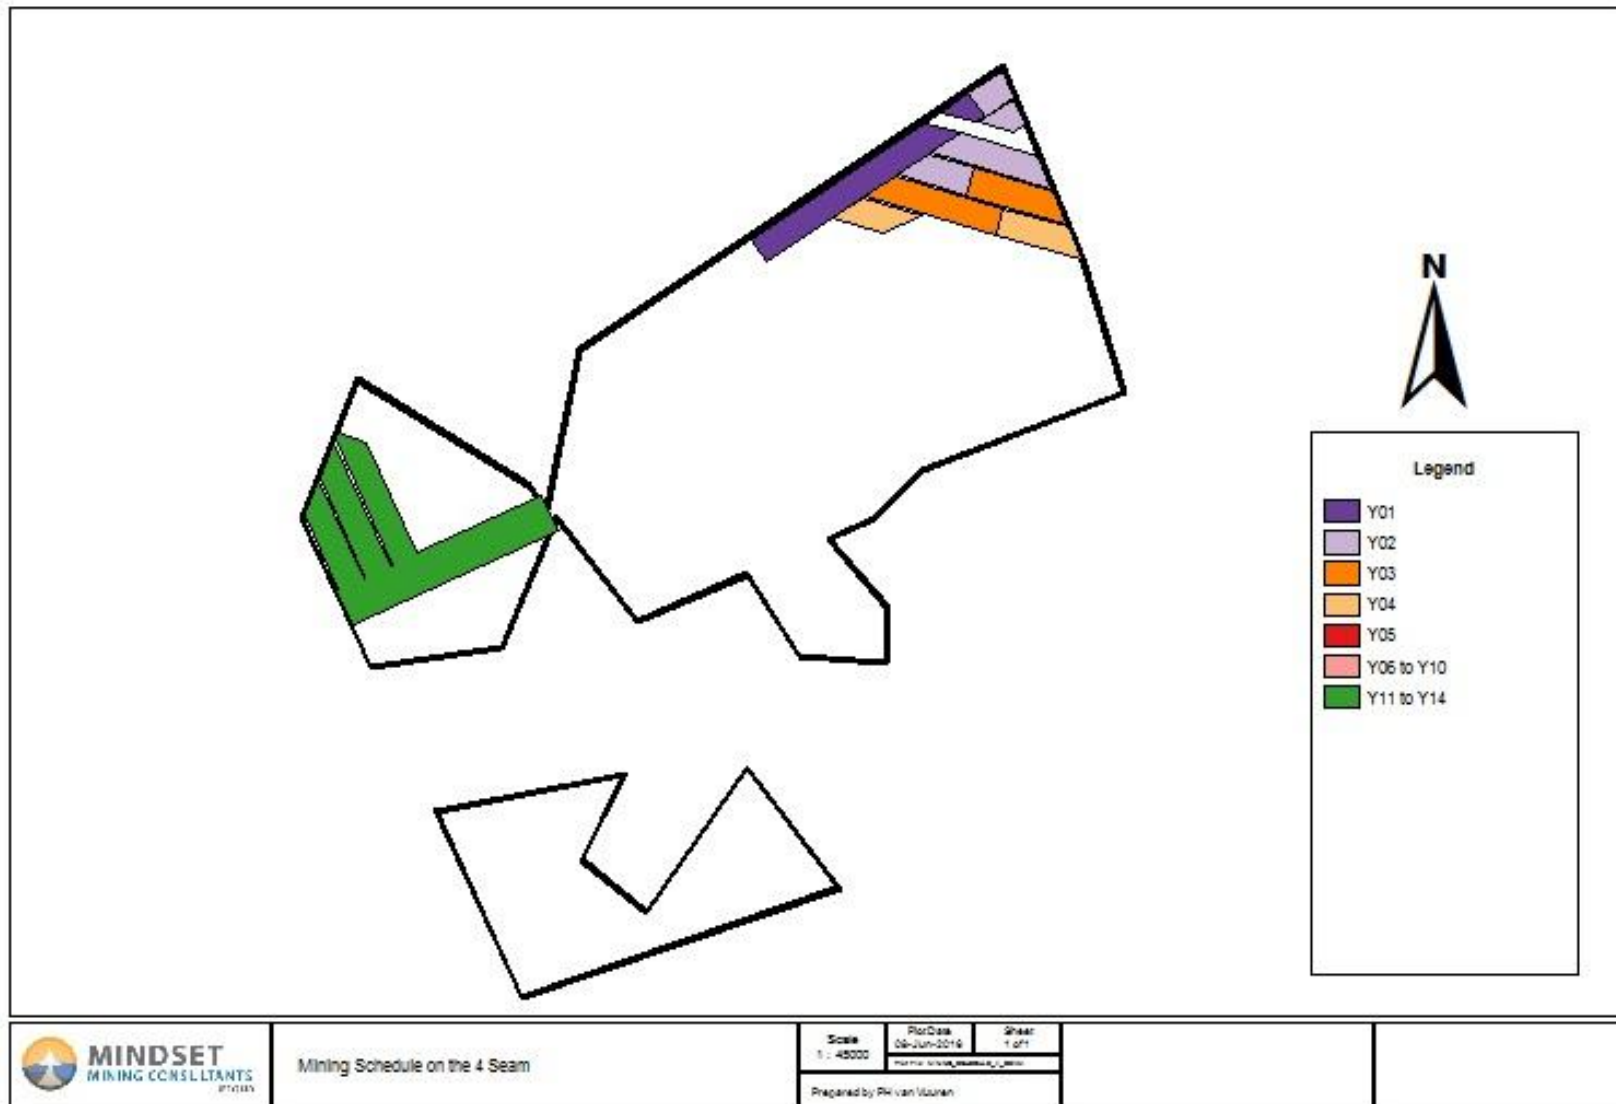 N
Legend
Y01
Y02
Y03
Y04
Y05
Y06 to Y10
Y11 to Y14
MINDSET
MINING CONSULTANTS
Mining Schedule on the 4 Seam
Scale
1 : 45000
Plot Date
Sheet
1 of 1
Prepared by PH van Vuuren